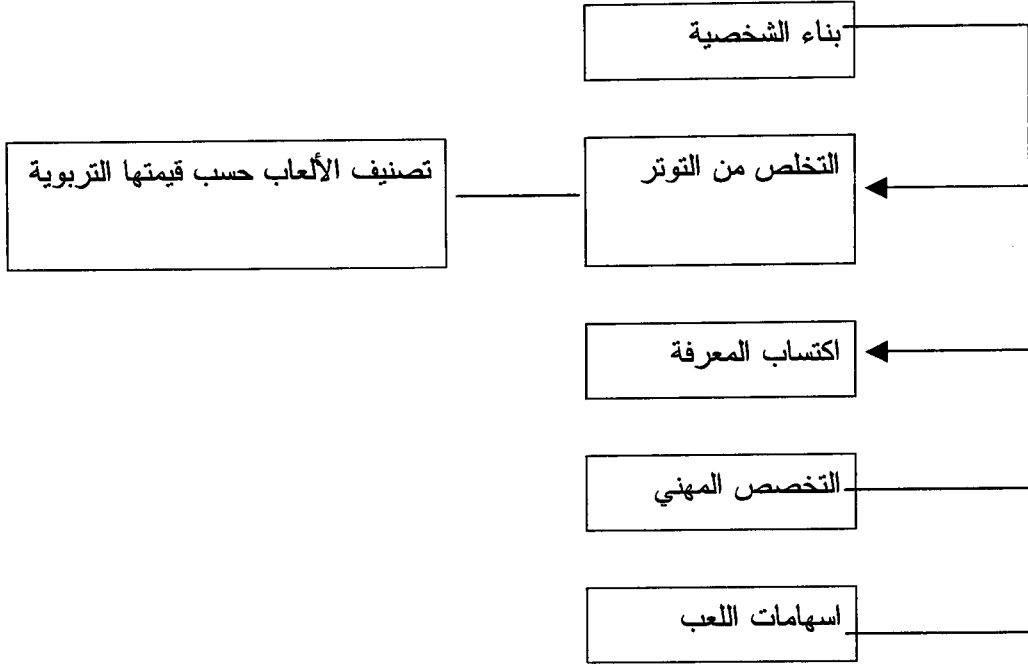 بناء الشخصية
التخلص من التوتر
تصنيف الألعاب حسب قيمتها التربوية
اكتساب المعرفة
التخصص المهني
اسهامات اللعب